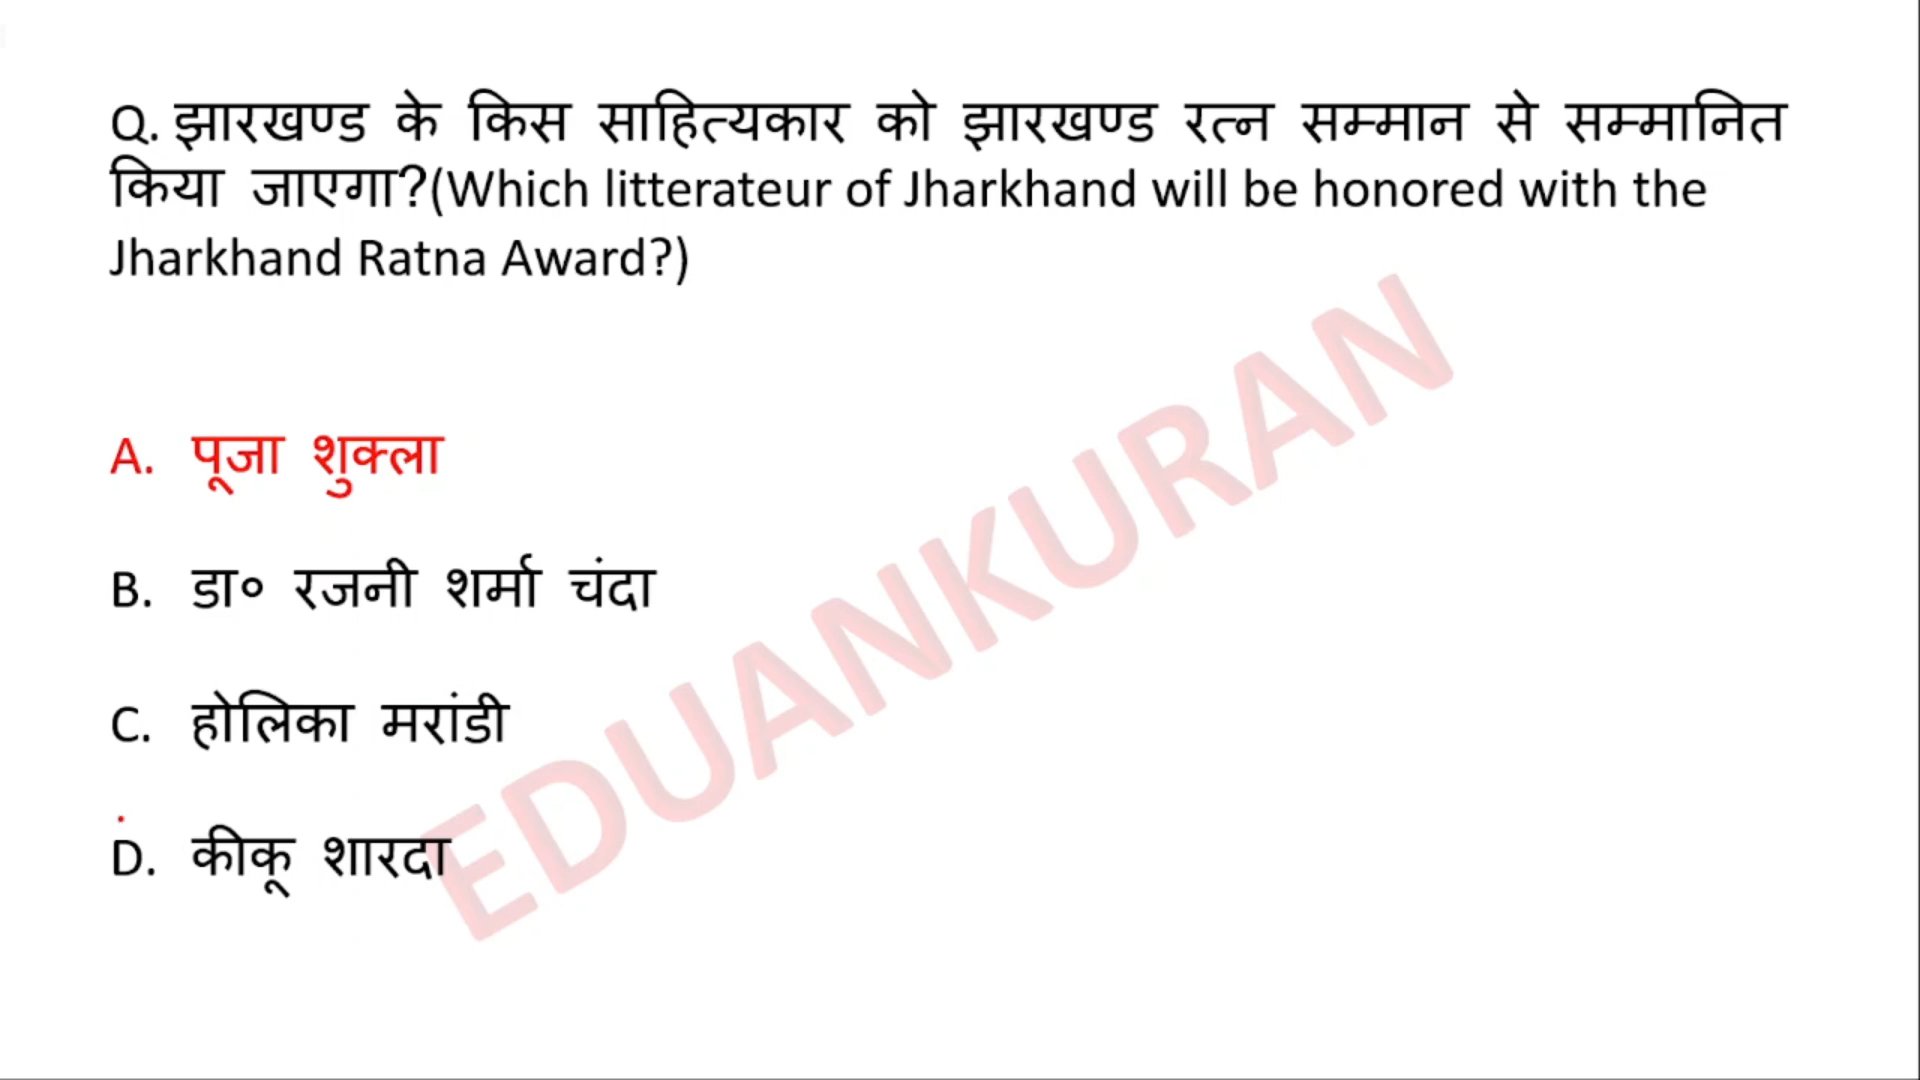 Q. झारखण्ड के किस साहित्यकार को झारखण्ड रत्न सम्मान से सम्मानित
किया जाएगा?(Which litterateur of Jharkhand will be honored with the
Jharkhand Ratna Award?)
A. पूजा शुक्ला
B. डा० रजनी शर्मा चंदा
C. होलिका मरांडी
D. कीकू शारदा
EDUANKURAN